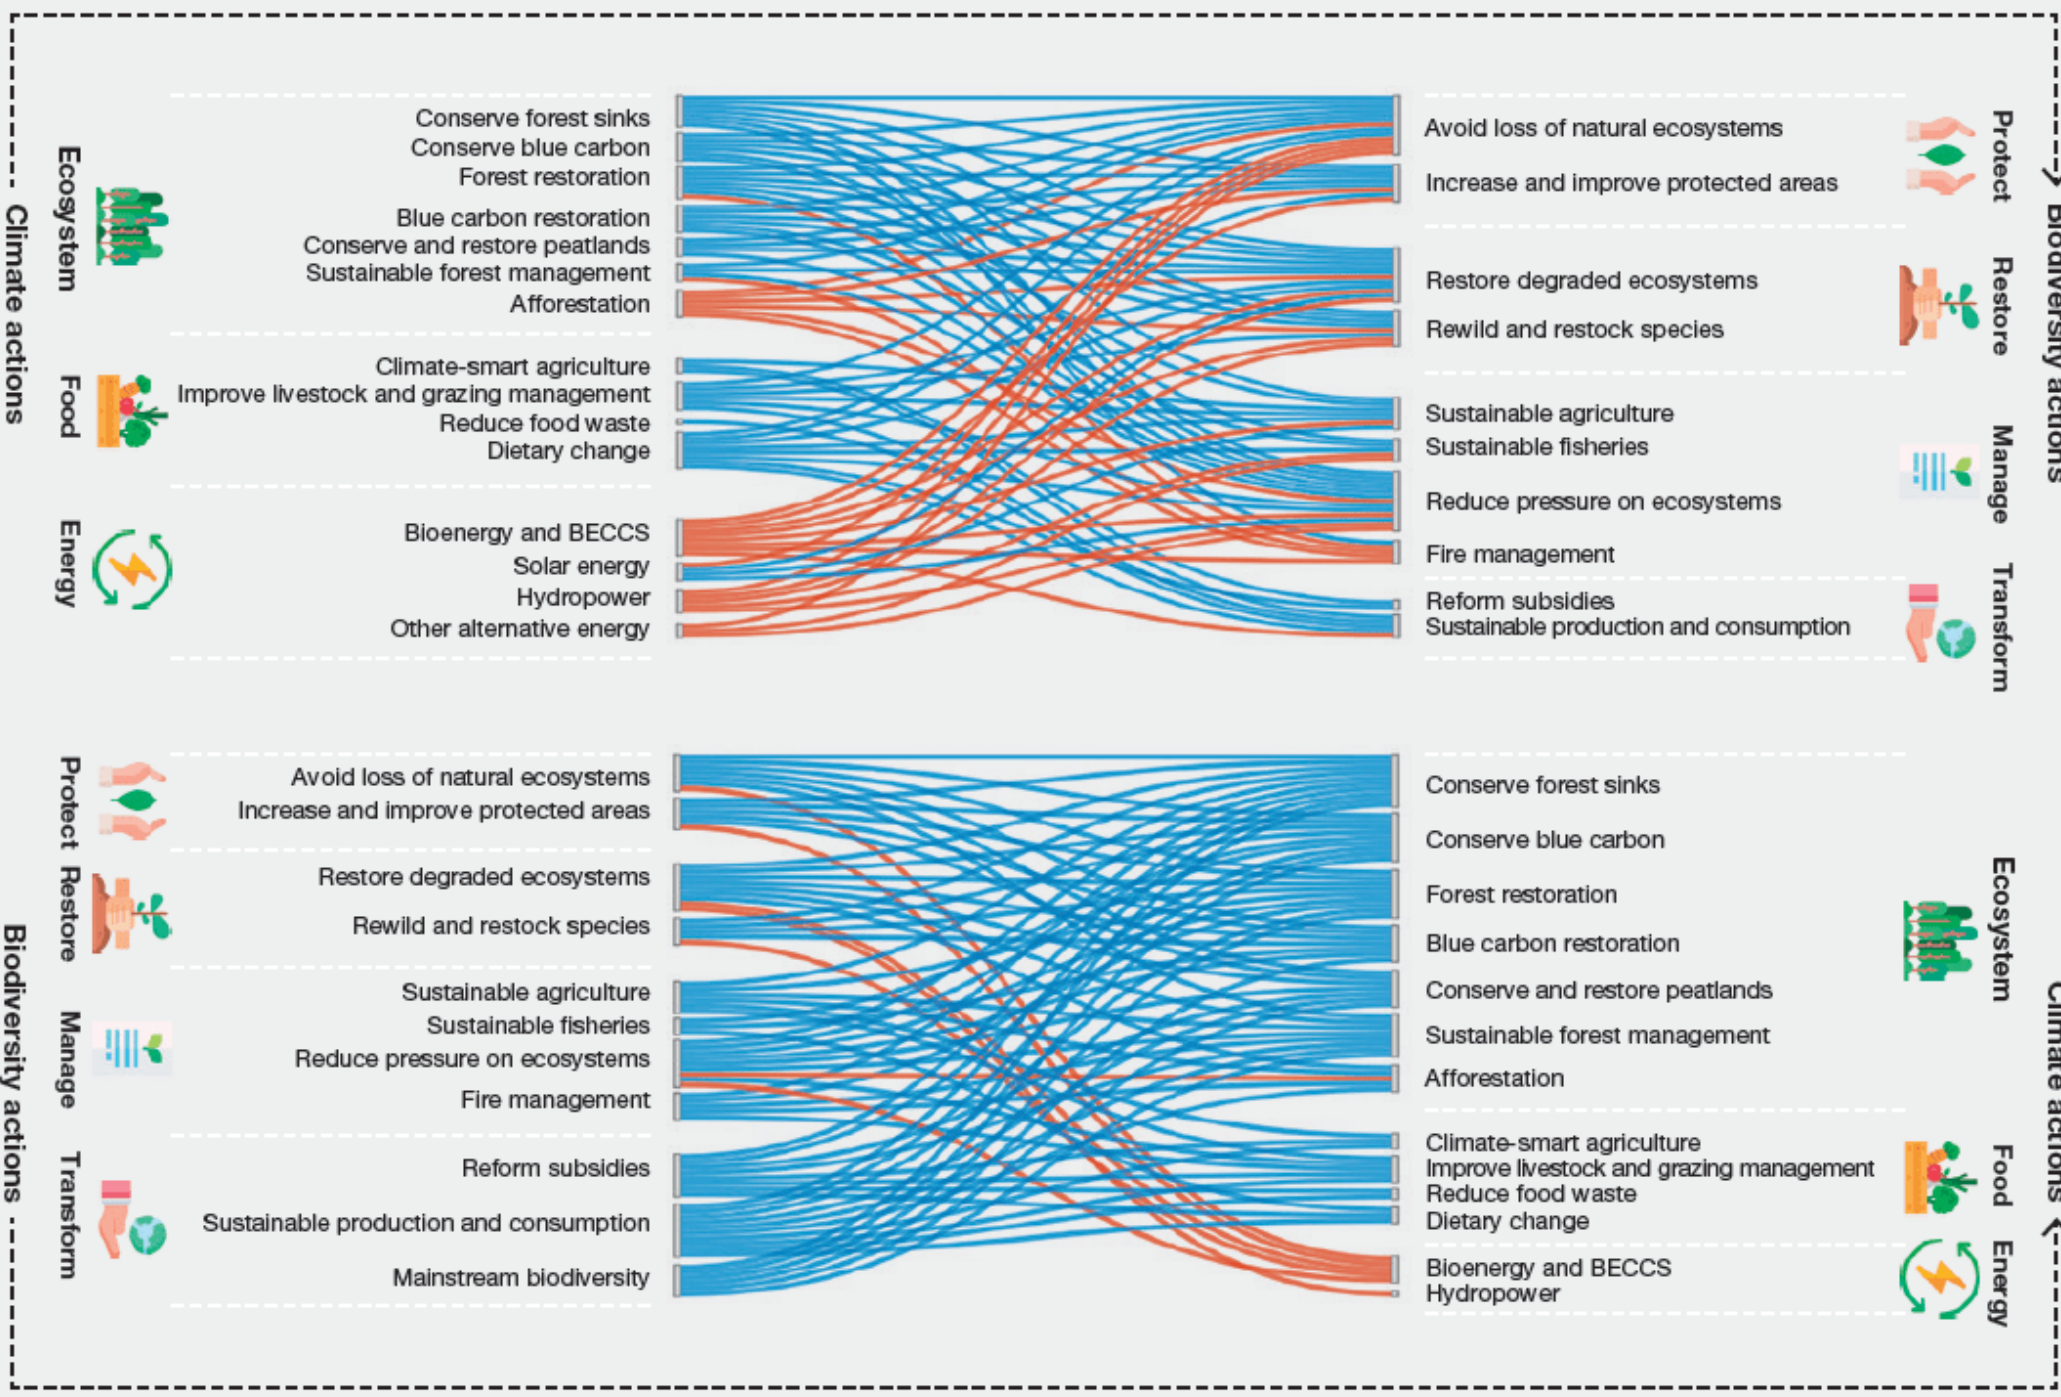 Climate actions
Ecosystem
Conserve forest sinks
Conserve blue carbon
Forest restoration
Blue carbon restoration
Conserve and restore peatlands
Sustainable forest management
Afforestation
Food
Climate-smart agriculture
Improve livestock and grazing management
Reduce food waste
Dietary change
Energy
Bioenergy and BECCS
Solar energy
Hydropower
Other alternative energy
Biodiversity actions
Protect
Avoid loss of natural ecosystems
Increase and improve protected areas
Restore
Restore degraded ecosystems
Rewild and restock species
Manage
Sustainable agriculture
Sustainable fisheries
Reduce pressure on ecosystems
Fire management
Transform
Reform subsidies
Sustainable production and consumption
Biodiversity actions
Protect
Avoid loss of natural ecosystems
Increase and improve protected areas
Restore
Restore degraded ecosystems
Rewild and restock species
Manage
Sustainable agriculture
Sustainable fisheries
Reduce pressure on ecosystems
Fire management
Transform
Reform subsidies
Sustainable production and consumption
Mainstream biodiversity
Climate actions
Ecosystem
Conserve forest sinks
Conserve blue carbon
Forest restoration
Blue carbon restoration
Conserve and restore peatlands
Sustainable forest management
Afforestation
Food
Climate-smart agriculture
Improve livestock and grazing management
Reduce food waste
Dietary change
Energy
Bioenergy and BECCS
Hydropower